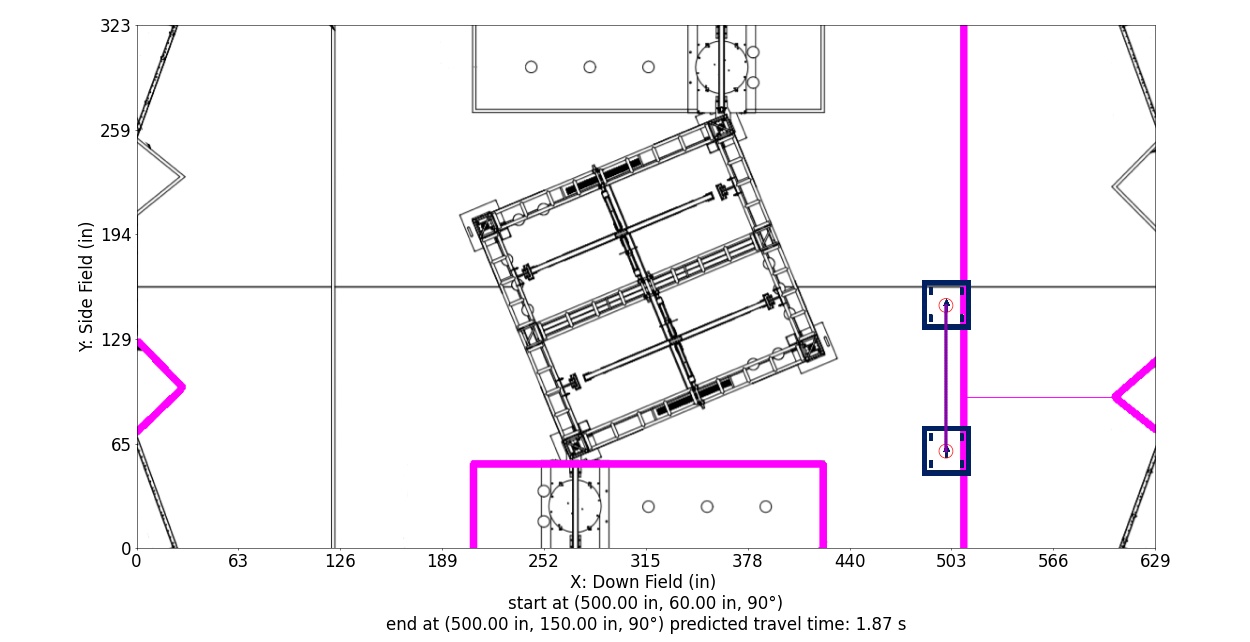 323
259
194
129
65
0
Y: Side Field (in)
0 63 126 189 252 315 378 440 503 566 629
X: Down Field (in)
start at (500.00 in, 60.00 in, 90°)
end at (500.00 in, 150.00 in, 90°) predicted travel time: 1.87 s